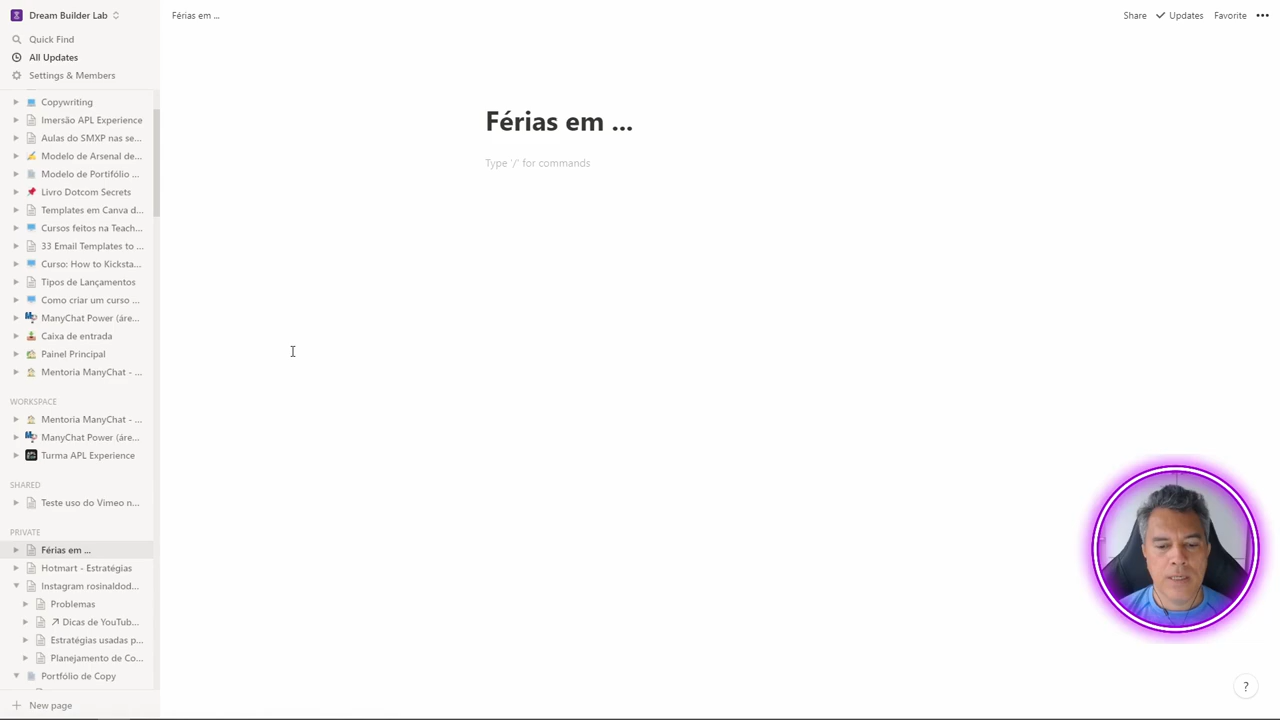 Dream Builder Lab
Férias em ...
Share
Updates
Favorite
Quick Find
All Updates
Settings & Members
Copywriting
Imersão APL Experience
Aulas do SMXP nas se...
Modelo de Arsenal de...
Modelo de Portifólio ...
Livro Dotcom Secrets
Templates em Canva d...
Cursos feitos na Teach...
33 Email Templates to ...
Curso: How to Kicksta...
Tipos de Lançamentos
Como criar um curso ...
ManyChat Power (áre...
Caixa de entrada
Painel Principal
Mentoria ManyChat - ...
WORKSPACE
Mentoria ManyChat - ...
ManyChat Power (áre...
Turma APL Experience
SHARED
Teste uso do Vimeo n...
PRIVATE
Férias em ...
Hotmart - Estratégias
Instagram rosinaldod...
Problemas
Dicas de YouTub...
Estratégias usadas p...
Planejamento de Co...
Portfólio de Copy
New page
Férias em ...
Type '/' for commands
?